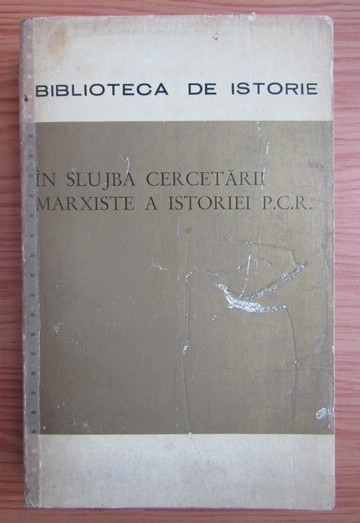 BIBLIOTECA DE ISTORIE
ÎN SLUJBA CERCETĂRII
MARXISTE A ISTORIEI P.C.R.